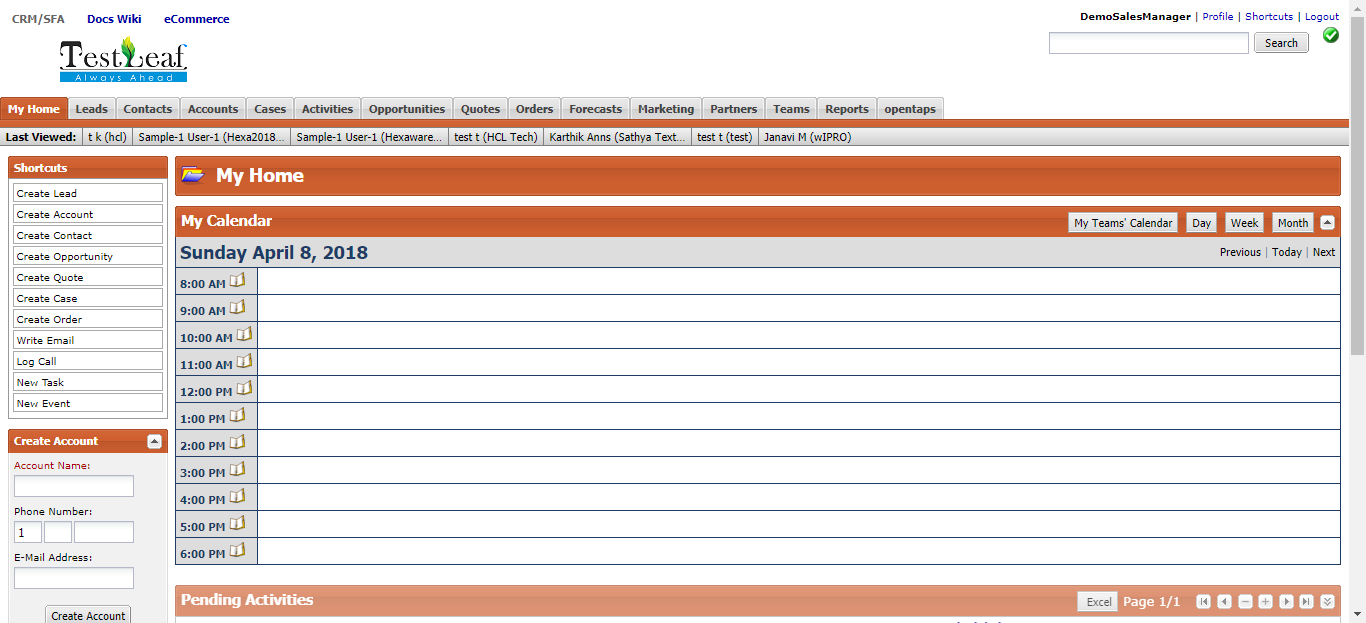 CRM/SFA Docs Wiki eCommerce
DemoSalesManager | Profile | Shortcuts | Logout
Search
TestLeaf
Always Ahead
My Home Leads Contacts Accounts Cases Activities Opportunities Quotes Orders Forecasts Marketing Partners Teams Reports opentaps
Last Viewed: t k (hcl) Sample-1 User-1 (Hexa2018... Sample-1 User-1 (Hexaware... test t (HCL Tech) Karthik Anns (Sathya Text... test t (test) Janavi M (wIPRO)
Shortcuts
Create Lead
Create Account
Create Contact
Create Opportunity
Create Quote
Create Case
Create Order
Write Email
Log Call
New Task
New Event
Create Account
Account Name:
Phone Number:
1
E-Mail Address:
Create Account
My Home
My Calendar My Teams' Calendar Day Week Month
Sunday April 8, 2018 Previous | Today | Next
8:00 AM
9:00 AM
10:00 AM
11:00 AM
12:00 PM
1:00 PM
2:00 PM
3:00 PM
4:00 PM
5:00 PM
6:00 PM
Pending Activities Excel Page 1/1